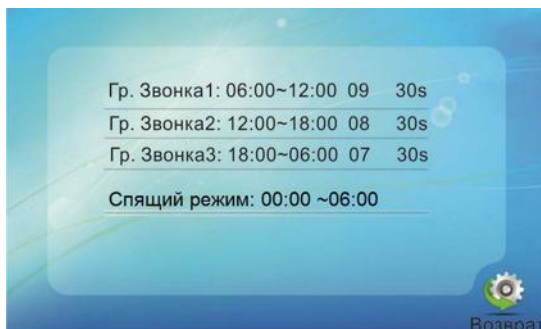 Гр. Звонка1: 06:00~12:00 09 30s
Гр. Звонка2: 12:00~18:00 08 30s
Гр. Звонка3: 18:00~06:00 07 30s
Спящий режим: 00:00 ~06:00
Возврат